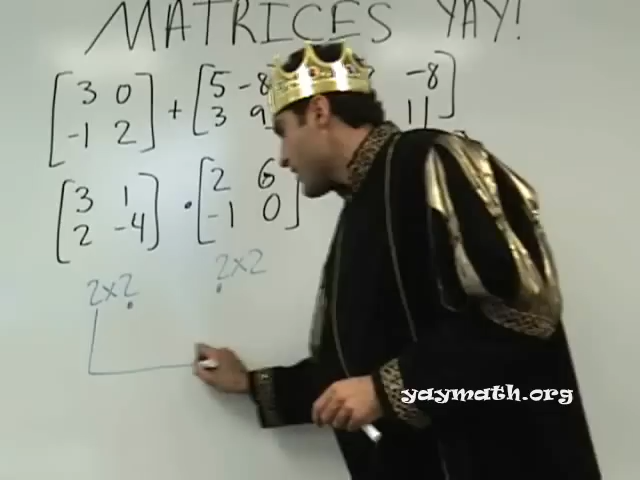 MATRICES YAY!
[3 0 -1 2] + [5 -8 3 9 -8 11]
[3 1 2 -4] · [2 6 -1 0]
2x2 2x2
yaymath.org